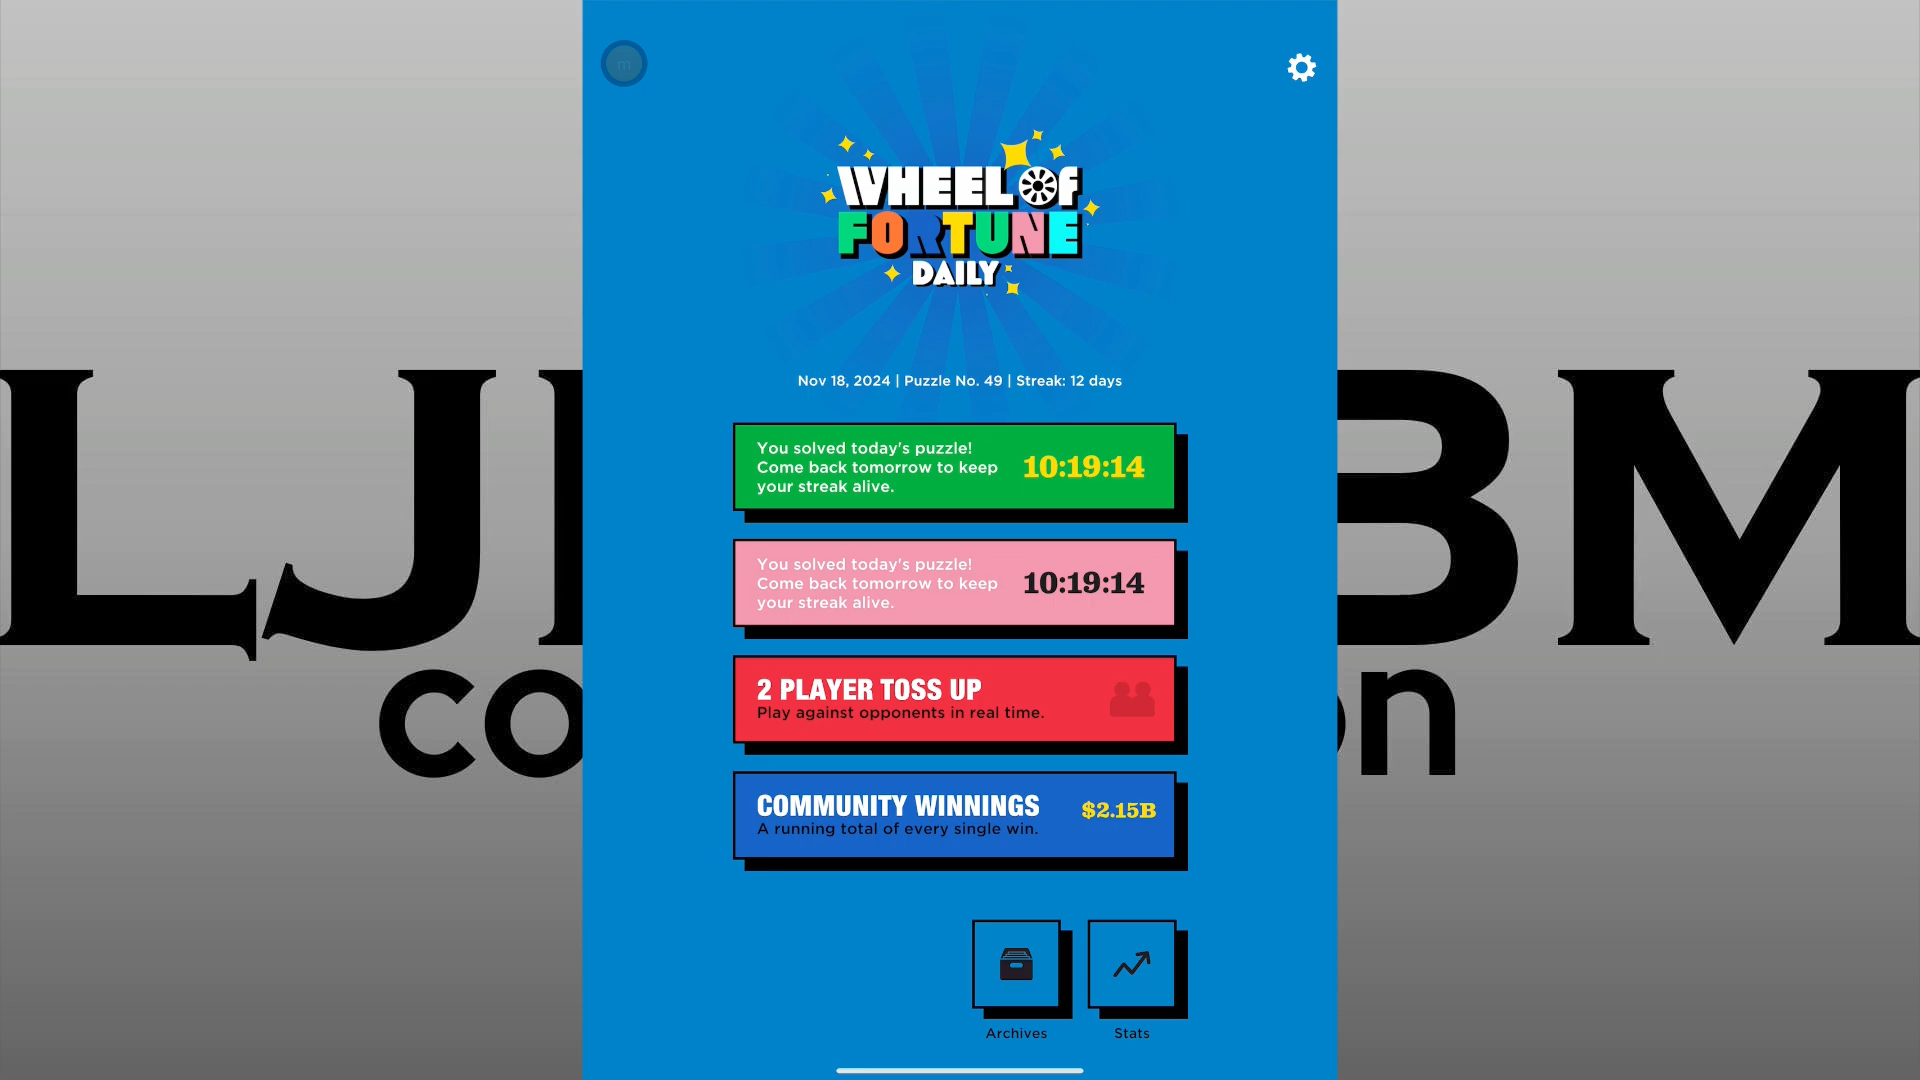 m
WHEEL OF
FORTUNE
DAILY
Nov 18, 2024 | Puzzle No. 49 | Streak: 12 days
You solved today's puzzle!
Come back tomorrow to keep
your streak alive.
10:19:14
You solved today's puzzle!
Come back tomorrow to keep
your streak alive.
10:19:14
2 PLAYER TOSS UP
Play against opponents in real time.
COMMUNITY WINNINGS
A running total of every single win.
$2.15B
Archives
Stats
LJ
BM
co
n